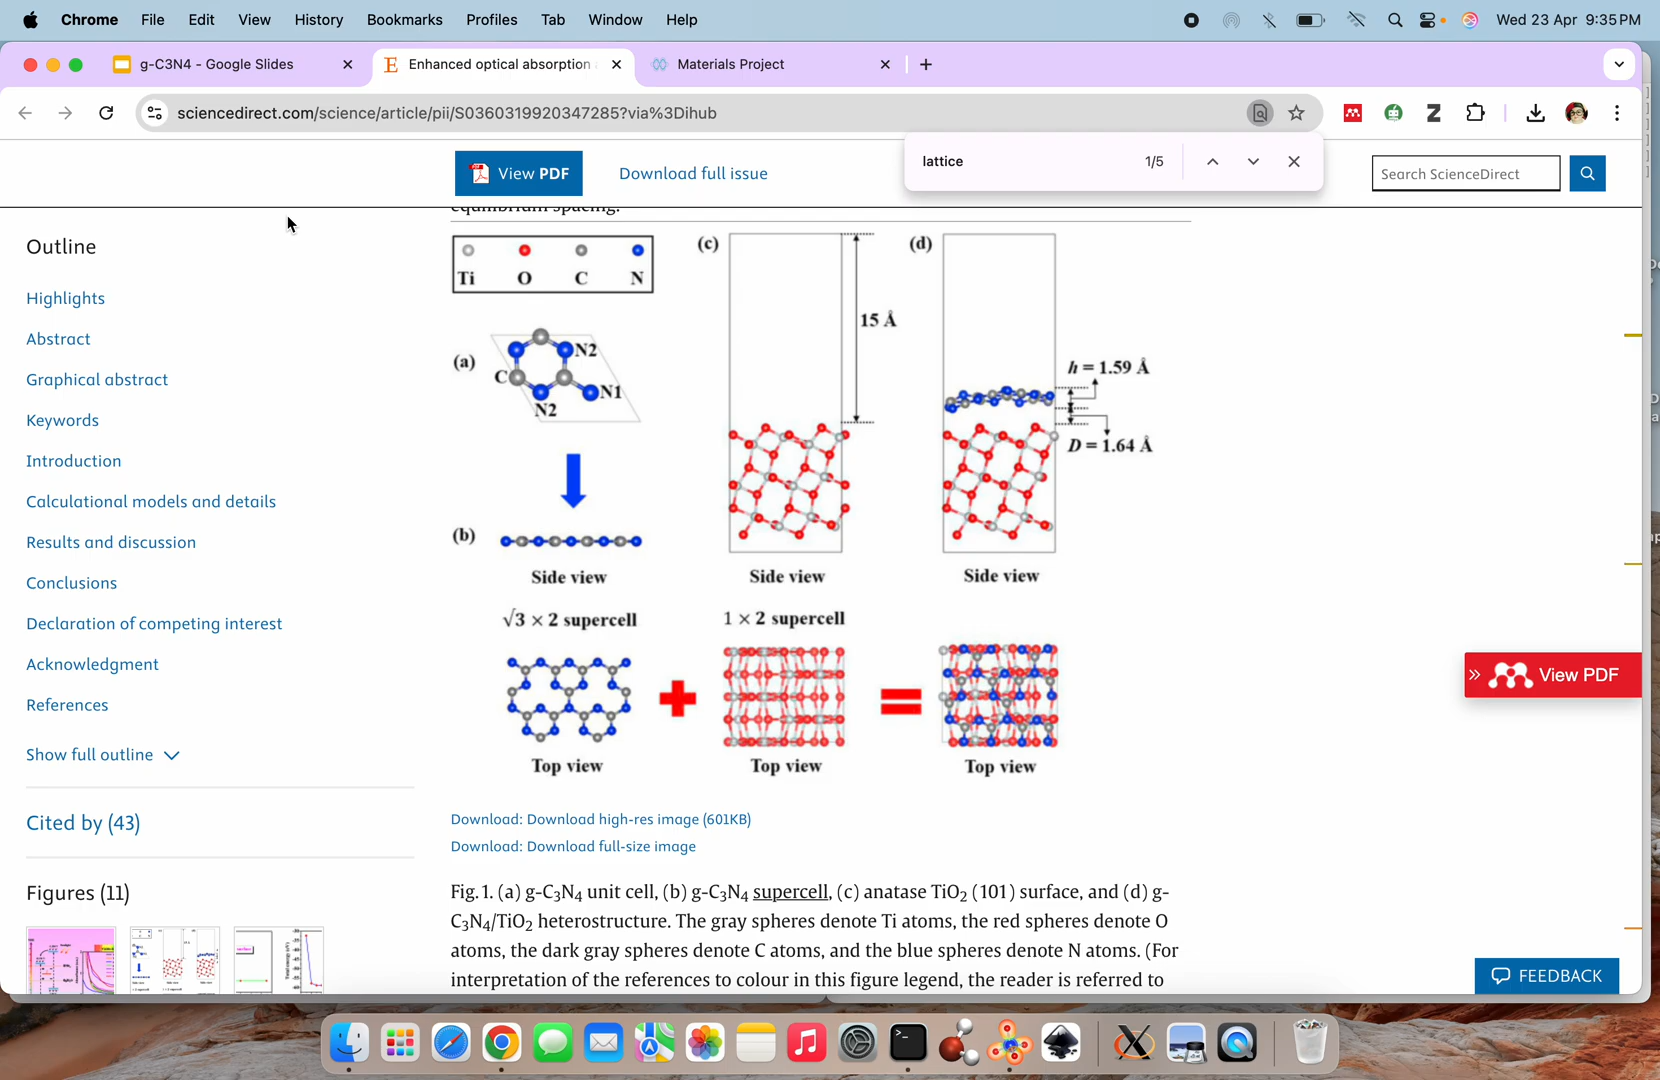 Chrome File Edit View History Bookmarks Profiles Tab Window Help Wed 23 Apr 9:35 PM
g-C3N4 - Google Slides Enhanced optical absorption Materials Project
sciencedirect.com/science/article/pii/S0360319920347285?via%3Dihub
lattice 1/5
View PDF Download full issue Search ScienceDirect
equilibrium spacing.
Outline
Highlights
Abstract
Graphical abstract
Keywords
Introduction
Calculational models and details
Results and discussion
Conclusions
Declaration of competing interest
Acknowledgment
References
Show full outline
Cited by (43)
Figures (11)
Ti O C N
(a)
C N2 N1
N2
(b)
Side view
√3 × 2 supercell
Top view
(c)
15 Å
Side view
1 × 2 supercell
Top view
(d)
h = 1.59 Å
D = 1.64 Å
Side view
Top view
Download: Download high-res image (601KB)
Download: Download full-size image
Fig. 1. (a) g-C₃N₄ unit cell, (b) g-C₃N₄ supercell, (c) anatase TiO₂ (101) surface, and (d) g-
C₃N₄/TiO₂ heterostructure. The gray spheres denote Ti atoms, the red spheres denote O
atoms, the dark gray spheres denote C atoms, and the blue spheres denote N atoms. (For
interpretation of the references to colour in this figure legend, the reader is referred to
View PDF
FEEDBACK